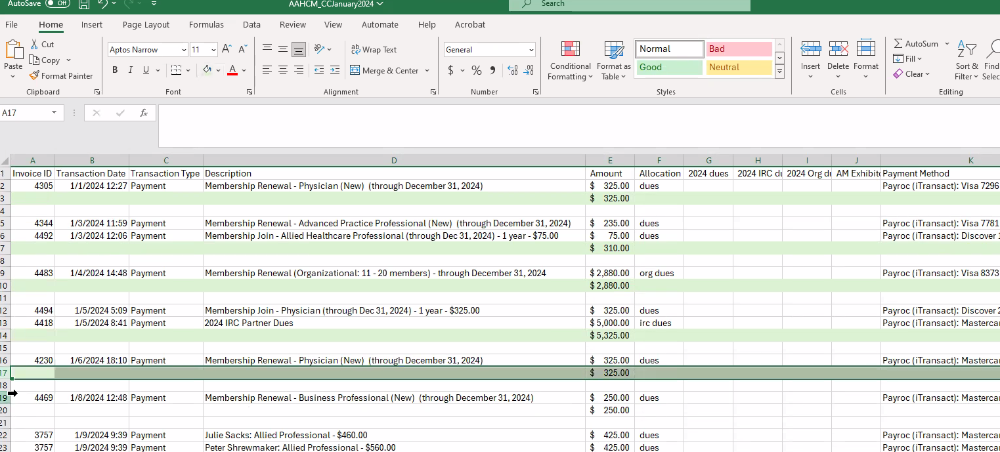 AutoSave Off AAHCM_CCJanuary2024 Search
File Home Insert Page Layout Formulas Data Review View Automate Help Acrobat
Paste Cut Copy Format Painter
Clipboard
Aptos Narrow 11
B I U A
Font
Wrap Text
Merge & Center
Alignment
General
$ %
Number
Conditional Formatting
Format as Table
Normal Bad
Good Neutral
Styles
Insert Delete Format
Cells
AutoSum
Fill
Clear
Sort & Filter
Editing
A17 fx
A B C D E F G H I J K
1 Invoice ID Transaction Date Transaction Type Description Amount Allocation 2024 dues 2024 IRC du 2024 Org du AM Exhibito Payment Method
2 4305 1/1/2024 12:27 Payment Membership Renewal - Physician (New) (through December 31, 2024) $ 325.00 dues Payroc (iTransact): Visa 7296
3 $ 325.00
4
5 4344 1/3/2024 11:59 Payment Membership Renewal - Advanced Practice Professional (New) (through December 31, 2024) $ 235.00 dues Payroc (iTransact): Visa 7781
6 4492 1/3/2024 12:06 Payment Membership Join - Allied Healthcare Professional (through Dec 31, 2024) - 1 year - $75.00 $ 75.00 dues Payroc (iTransact): Discover
7 $ 310.00
8
9 4483 1/4/2024 14:48 Payment Membership Renewal (Organizational: 11 - 20 members) - through December 31, 2024 $ 2,880.00 org dues Payroc (iTransact): Visa 8373
10 $ 2,880.00
11
12 4494 1/5/2024 5:09 Payment Membership Join - Physician (through Dec 31, 2024) - 1 year - $325.00 $ 325.00 dues Payroc (iTransact): Discover
13 4418 1/5/2024 8:41 Payment 2024 IRC Partner Dues $ 5,000.00 irc dues Payroc (iTransact): Masterca
14 $ 5,325.00
15
16 4230 1/6/2024 18:10 Payment Membership Renewal - Physician (New) (through December 31, 2024) $ 325.00 dues Payroc (iTransact): Masterca
17 $ 325.00
18
19 4469 1/8/2024 12:48 Payment Membership Renewal - Business Professional (New) (through December 31, 2024) $ 250.00 dues Payroc (iTransact): Masterca
20 $ 250.00
21
22 3757 1/9/2024 9:39 Payment Julie Sacks: Allied Professional - $460.00 $ 425.00 dues Payroc (iTransact): Masterca
23 3757 1/9/2024 9:39 Payment Peter Shrewmaker: Allied Professional - $560.00 $ 425.00 dues Payroc (iTransact): Masterca